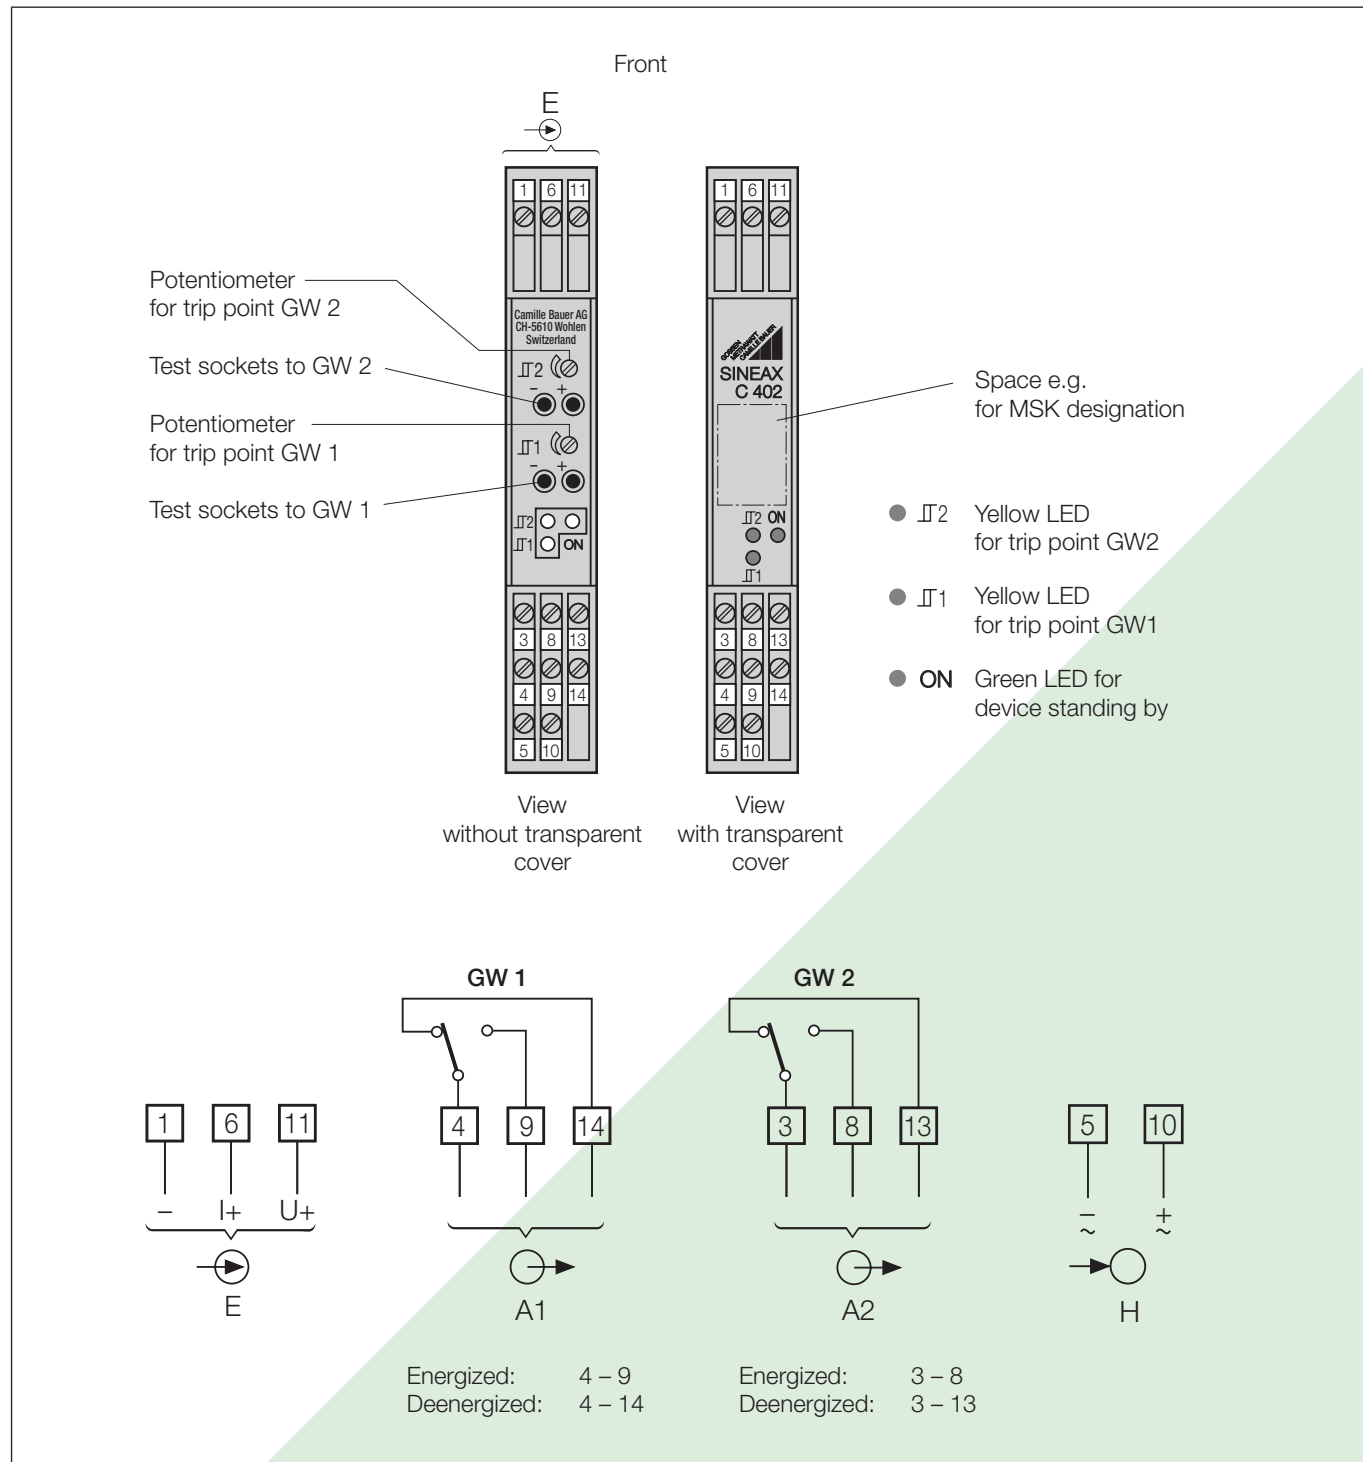 Front
E
1 6 11
1 6 11
Potentiometer
for trip point GW 2
Test sockets to GW 2
Potentiometer
for trip point GW 1
Test sockets to GW 1
Camille Bauer AG
CH-5610 Wohlen
Switzerland
2
- +
1
- +
2
1 ON
GOSSEN
METRAWATT
CAMILLE BAUER
SINEAX
C 402
2 ON
1
Space e.g.
for MSK designation
2 Yellow LED
for trip point GW2
1 Yellow LED
for trip point GW1
ON Green LED for
device standing by
3 8 13
4 9 14
5 10
3 8 13
4 9 14
5 10
View
without transparent
cover
View
with transparent
cover
GW 1
GW 2
1 6 11
4 9 14
3 8 13
5 10
– I+ U+
– +
~ ~
E
A1
A2
H
Energized: 4 – 9
Deenergized: 4 – 14
Energized: 3 – 8
Deenergized: 3 – 13